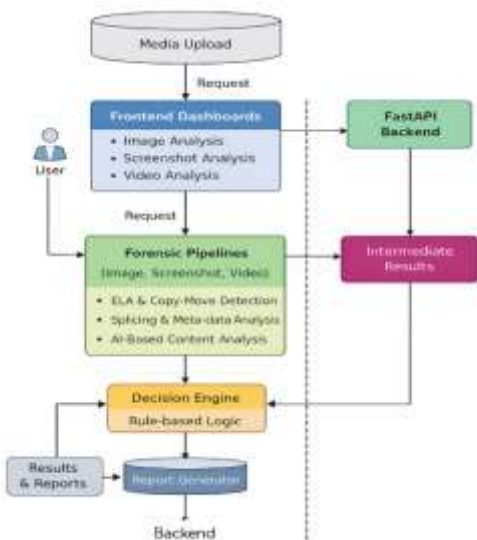 Media Upload
Request
Frontend Dashboards
• Image Analysis
• Screenshot Analysis
• Video Analysis
FastAPI
Backend
User
Request
Forensic Pipelines
(Image, Screenshot, Video)
• ELA & Copy-Move Detection
• Splicing & Meta-data Analysis
• AI-Based Content Analysis
Intermediate
Results
Decision Engine
Rule-based Logic
Results
& Reports
Report Generator
Backend